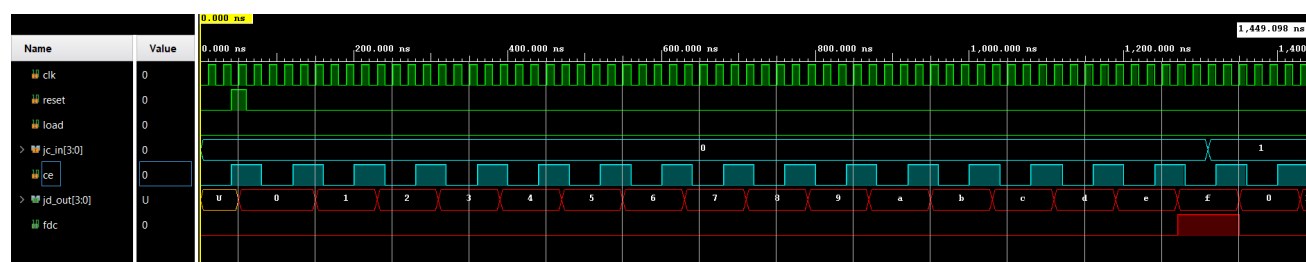 0.000 ns
1,449.098 ns
Name Value 0.000 ns 200.000 ns 400.000 ns 600.000 ns 800.000 ns 1,000.000 ns 1,200.000 ns 1,400
clk 0
reset 0
load 0
jc_in[3:0] 0 0 1
ce 0
jd_out[3:0] U U 0 1 2 3 4 5 6 7 8 9 a b c d e f 0
fdc 0